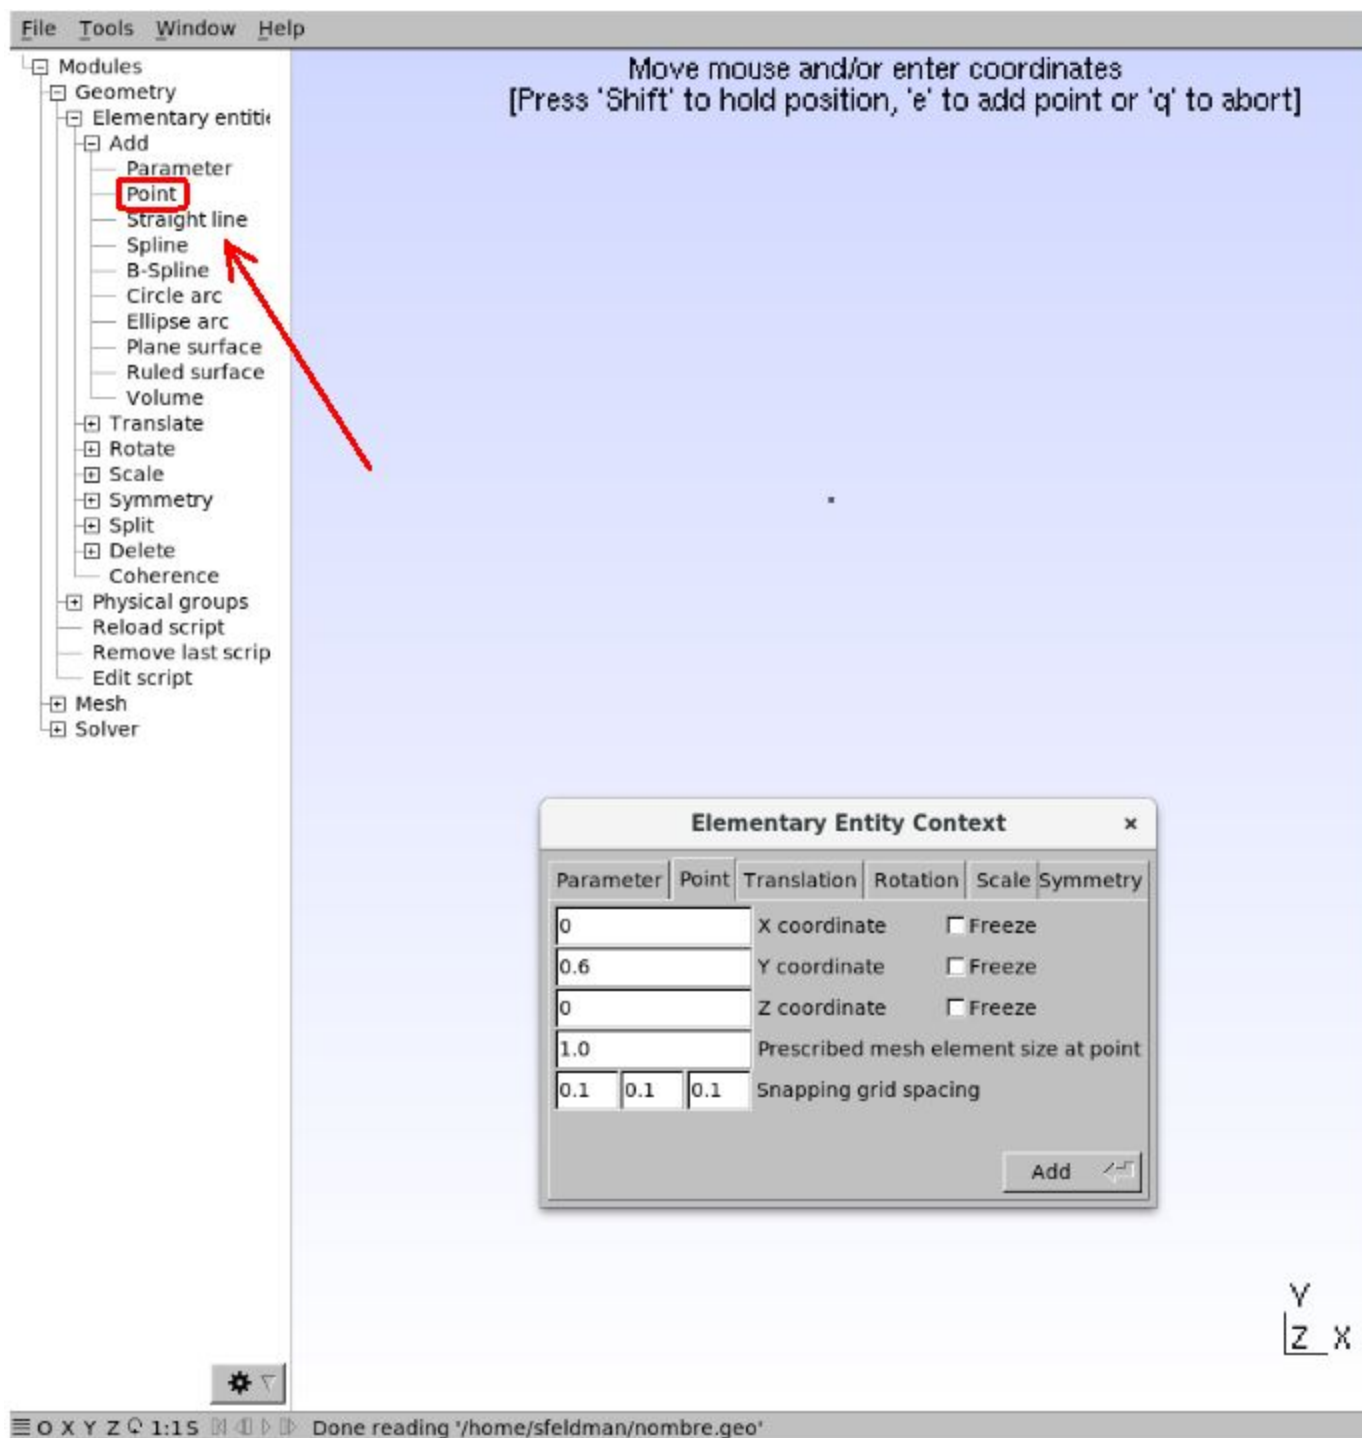 File Tools Window Help
Modules
Geometry
Elementary entitie
Add
Parameter
Point
Straight line
Spline
B-Spline
Circle arc
Ellipse arc
Plane surface
Ruled surface
Volume
Translate
Rotate
Scale
Symmetry
Split
Delete
Coherence
Physical groups
Reload script
Remove last scrip
Edit script
Mesh
Solver
Move mouse and/or enter coordinates
[Press 'Shift' to hold position, 'e' to add point or 'q' to abort]
Elementary Entity Context ×
Parameter Point Translation Rotation Scale Symmetry
0 X coordinate Freeze
0.6 Y coordinate Freeze
0 Z coordinate Freeze
1.0 Prescribed mesh element size at point
0.1 0.1 0.1 Snapping grid spacing
Add
Y
Z X
O X Y Z 1:1 S Done reading '/home/sfeldman/nombre.geo'